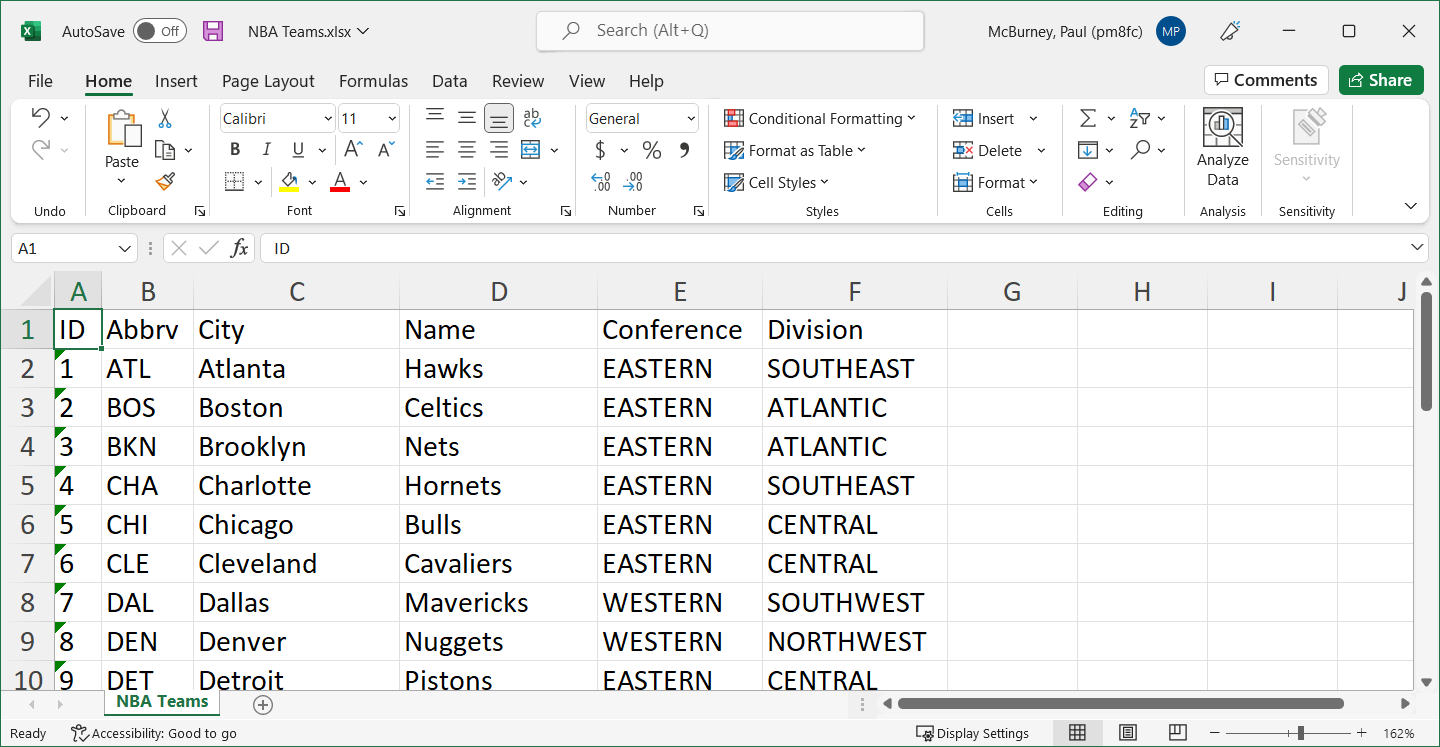 AutoSave Off NBA Teams.xlsx Search (Alt+Q) McBurney, Paul (pm8fc) MP
File Home Insert Page Layout Formulas Data Review View Help Comments Share
Calibri 11 ab General Conditional Formatting Insert Σ
Paste B I U A A $ % Format as Table Delete Analyze Data Sensitivity
A Cell Styles Format
Undo Clipboard Font Alignment Number Styles Cells Editing Analysis Sensitivity
A1 fx ID
A B C D E F G H I J
1 ID Abbrv City Name Conference Division
2 1 ATL Atlanta Hawks EASTERN SOUTHEAST
3 2 BOS Boston Celtics EASTERN ATLANTIC
4 3 BKN Brooklyn Nets EASTERN ATLANTIC
5 4 CHA Charlotte Hornets EASTERN SOUTHEAST
6 5 CHI Chicago Bulls EASTERN CENTRAL
7 6 CLE Cleveland Cavaliers EASTERN CENTRAL
8 7 DAL Dallas Mavericks WESTERN SOUTHWEST
9 8 DEN Denver Nuggets WESTERN NORTHWEST
10 9 DET Detroit Pistons EASTERN CENTRAL
NBA Teams
Ready Accessibility: Good to go Display Settings 162%